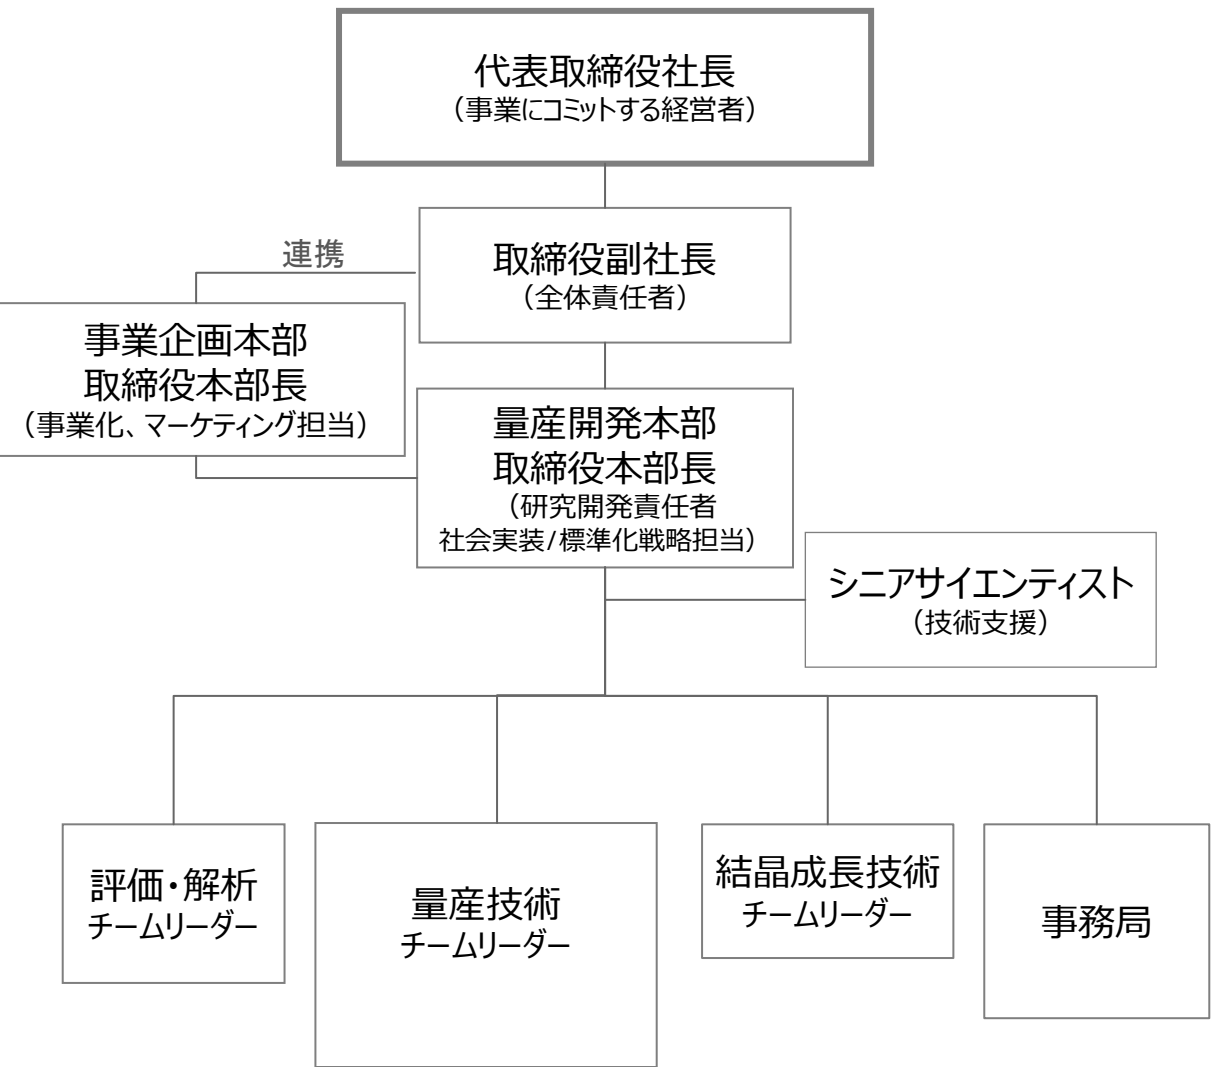 代表取締役社長
（事業にコミットする経営者）
連携
取締役副社長
（全体責任者）
事業企画本部
取締役本部長
（事業化、マーケティング担当）
量産開発本部
取締役本部長
（研究開発責任者
社会実装/標準化戦略担当）
シニアサイエンティスト
（技術支援）
評価・解析
チームリーダー
量産技術
チームリーダー
結晶成長技術
チームリーダー
事務局